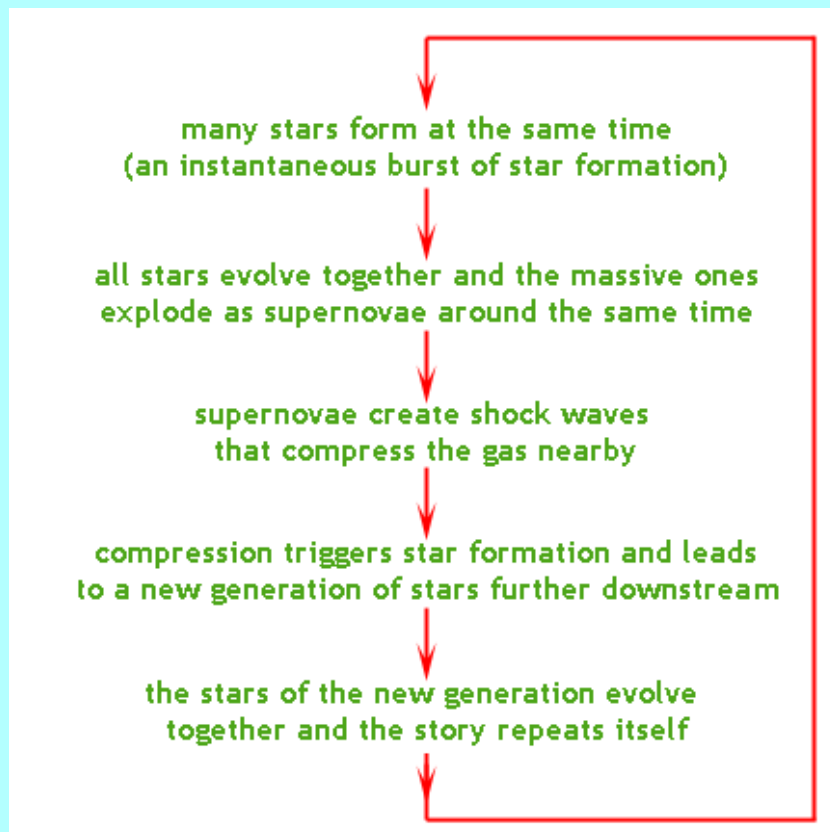 many stars form at the same time
(an instantaneous burst of star formation)
all stars evolve together and the massive ones
explode as supernovae around the same time
supernovae create shock waves
that compress the gas nearby
compression triggers star formation and leads
to a new generation of stars further downstream
the stars of the new generation evolve
together and the story repeats itself